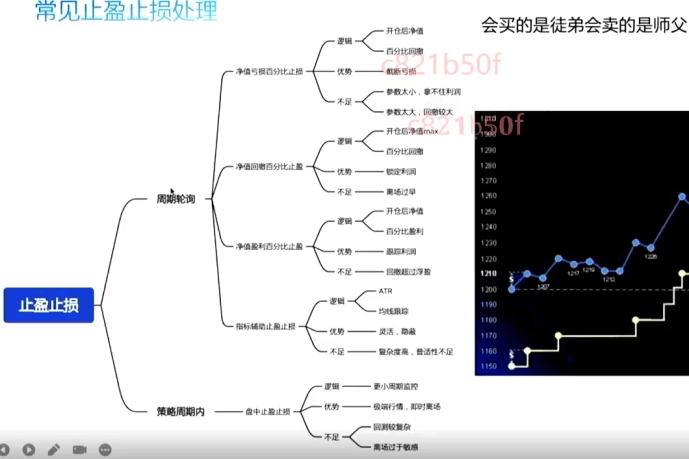 常见止盈止损处理
会买的是徒弟会卖的是师父
止盈止损
周期轮询
净值亏损百分比止损
逻辑
开仓后净值
百分比回撤
优势
截断亏损
不足
参数太小，拿不住利润
参数太大，回撤较大
净值回撤百分比止盈
逻辑
开仓后净值max
百分比回撤
优势
锁定利润
不足
离场过早
净值盈利百分比止盈
逻辑
开仓后净值
百分比盈利
优势
跟踪利润
不足
回撤超过浮盈
指标辅助止盈止损
逻辑
ATR
均线跟踪
优势
灵活，隐蔽
不足
复杂度高，普适性不足
策略周期内
盘中止盈止损
逻辑
更小周期监控
优势
极端行情，即时离场
不足
回测较复杂
离场过于敏感
c821b50f
c821b50f
1310
1290
1280
1270
1260
1250
1240
1230
1220
1210
1200
1190
1180
1170
1160
1150
$
1207
1217
1219
1212
1226
$